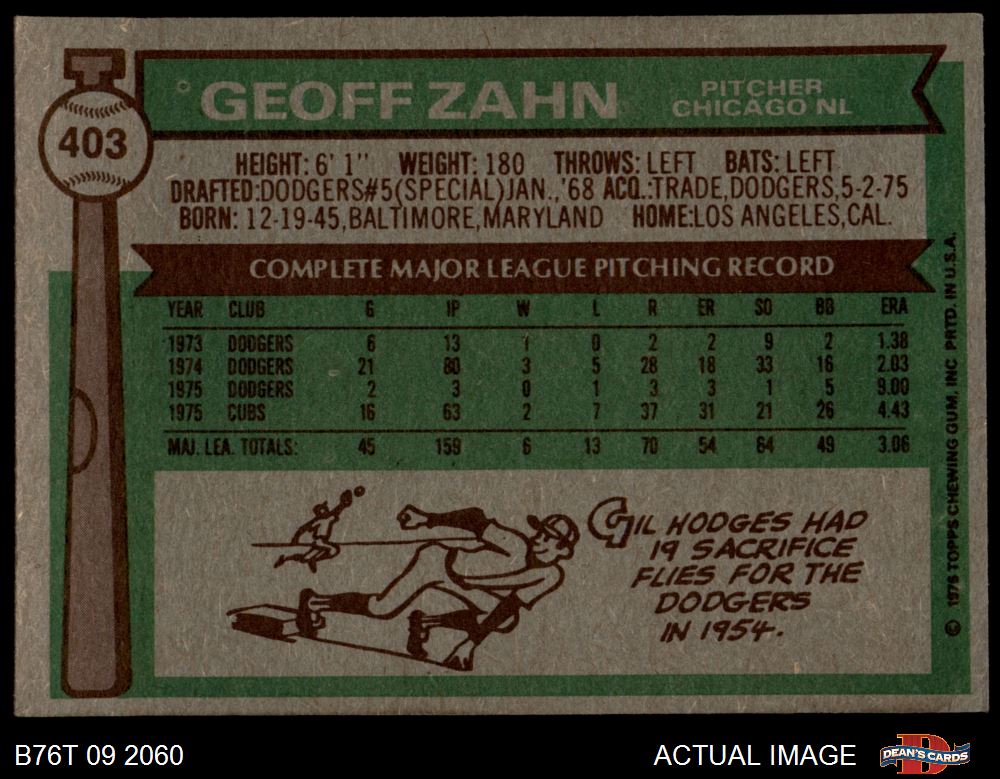 GEOFF ZAHN
PITCHER
CHICAGO NL
403
HEIGHT: 6' 1" WEIGHT: 180 THROWS: LEFT BATS: LEFT
DRAFTED:DODGERS#5(SPECIAL)JAN.,'68 ACQ.:TRADE,DODGERS,5-2-75
BORN: 12-19-45,BALTIMORE,MARYLAND HOME:LOS ANGELES,CAL.
COMPLETE MAJOR LEAGUE PITCHING RECORD
YEAR CLUB G IP W L R ER SO BB ERA
1973 DODGERS 6 13 1 0 2 2 9 2 1.38
1974 DODGERS 21 80 3 5 28 18 33 16 2.03
1975 DODGERS 2 3 0 1 3 3 1 5 9.00
1975 CUBS 16 63 2 7 37 31 21 26 4.43
MAJ. LEA. TOTALS: 45 159 6 13 70 54 64 49 3.06
GIL HODGES HAD
19 SACRIFICE
FLIES FOR THE
DODGERS
IN 1954.
© 1976 TOPPS CHEWING GUM, INC PRTD. IN U.S.A.
B76T 09 2060
ACTUAL IMAGE
DEAN'S CARDS